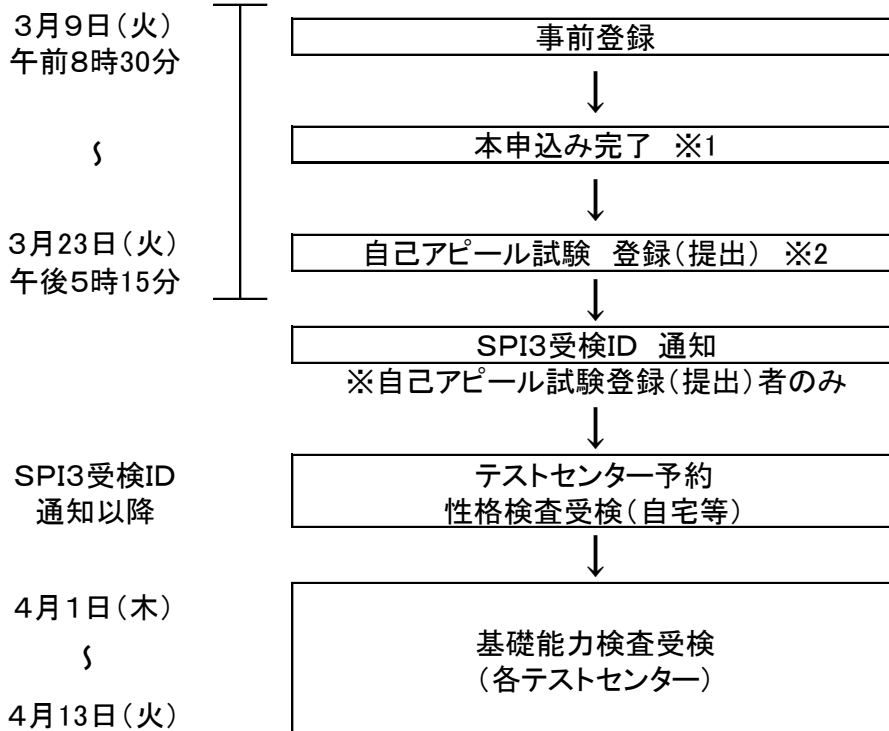 3月9日(火)
午前8時30分
事前登録
↓
~
本申込み完了 ※1
↓
3月23日(火)
午後5時15分
自己アピール試験 登録(提出) ※2
↓
SPI3受検ID 通知
※自己アピール試験登録(提出)者のみ
↓
SPI3受検ID
通知以降
テストセンター予約
性格検査受検(自宅等)
↓
4月1日(木)
~
4月13日(火)
基礎能力検査受検
(各テストセンター)